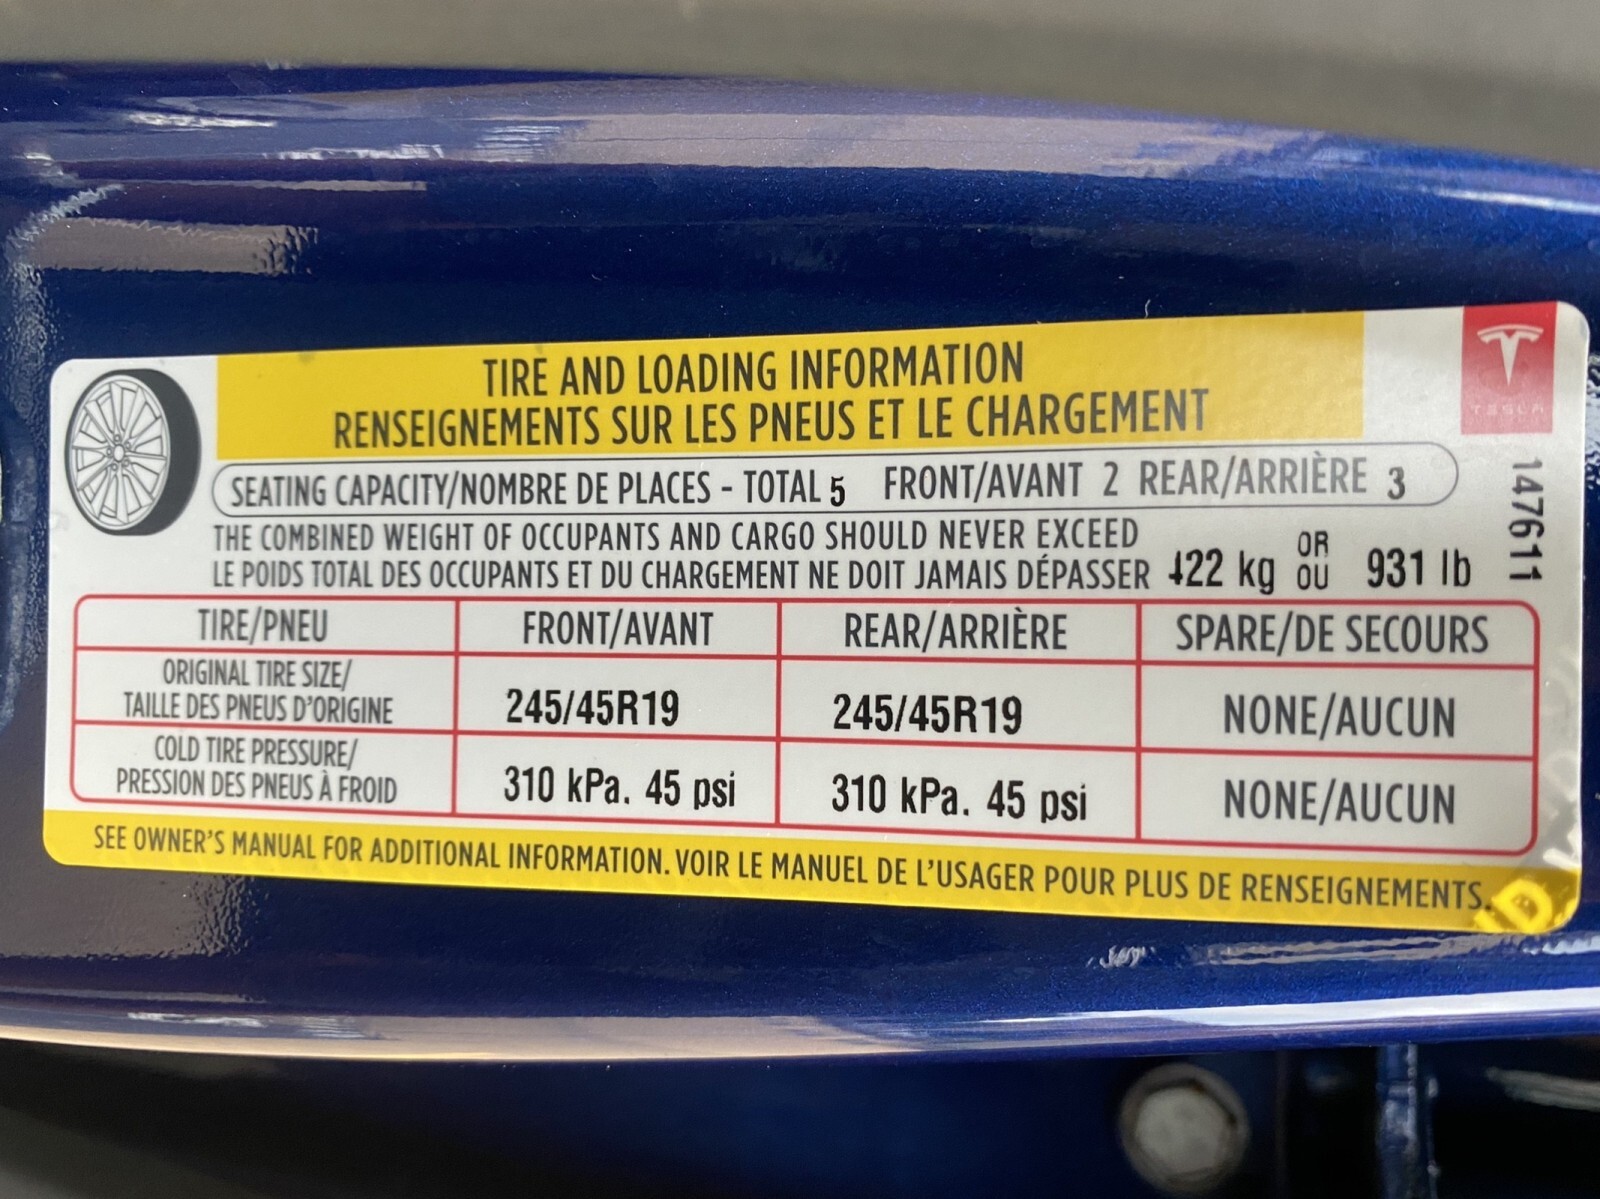 TIRE AND LOADING INFORMATION
RENSEIGNEMENTS SUR LES PNEUS ET LE CHARGEMENT
TESLA
SEATING CAPACITY/NOMBRE DE PLACES - TOTAL 5 FRONT/AVANT 2 REAR/ARRIÈRE 3
THE COMBINED WEIGHT OF OCCUPANTS AND CARGO SHOULD NEVER EXCEED
LE POIDS TOTAL DES OCCUPANTS ET DU CHARGEMENT NE DOIT JAMAIS DÉPASSER 422 kg OR OU 931 lb
147611
TIRE/PNEU FRONT/AVANT REAR/ARRIÈRE SPARE/DE SECOURS
ORIGINAL TIRE SIZE/
TAILLE DES PNEUS D'ORIGINE 245/45R19 245/45R19 NONE/AUCUN
COLD TIRE PRESSURE/
PRESSION DES PNEUS À FROID 310 kPa. 45 psi 310 kPa. 45 psi NONE/AUCUN
SEE OWNER'S MANUAL FOR ADDITIONAL INFORMATION. VOIR LE MANUEL DE L'USAGER POUR PLUS DE RENSEIGNEMENTS.